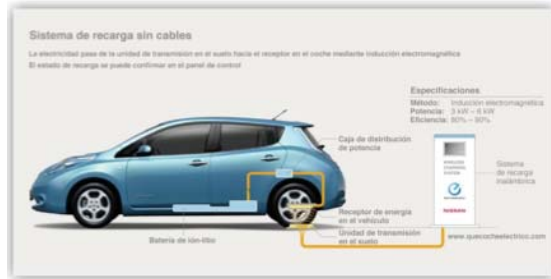 Sistema de recarga sin cables
La electricidad pasa de la unidad de transmisión en el suelo hacia el receptor en el coche mediante inducción electromagnética
El estado de recarga se puede confirmar en el panel de control
Especificaciones
Método: Inducción electromagnética
Potencia: 3 kW – 6 kW
Eficiencia: 80% – 90%
Caja de distribución
de potencia
WIRELESS
CHARGING
SYSTEM
Sistema
de recarga
inalámbrica
NISSAN
Receptor de energía
en el vehículo
Unidad de transmisión
en el suelo
Batería de ión-litio
www.quecocheelectrico.com